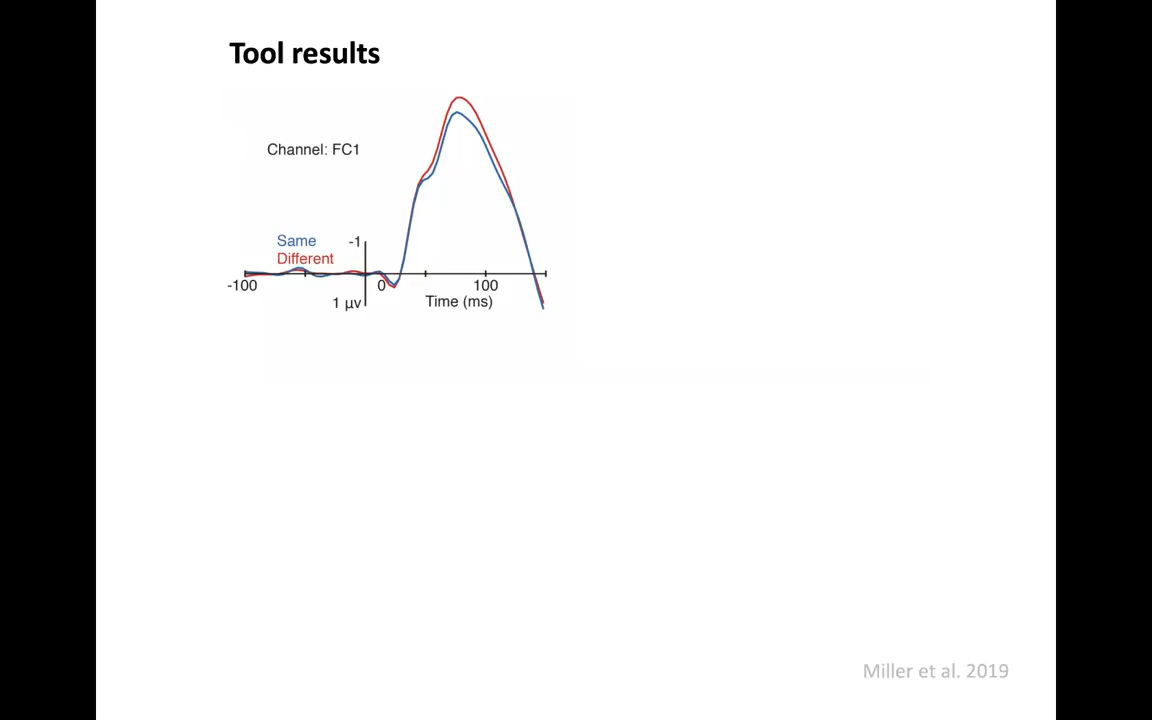 Tool results
Channel: FC1
Same
-1
Different
-100
0
100
1 µv
Time (ms)
Miller et al. 2019